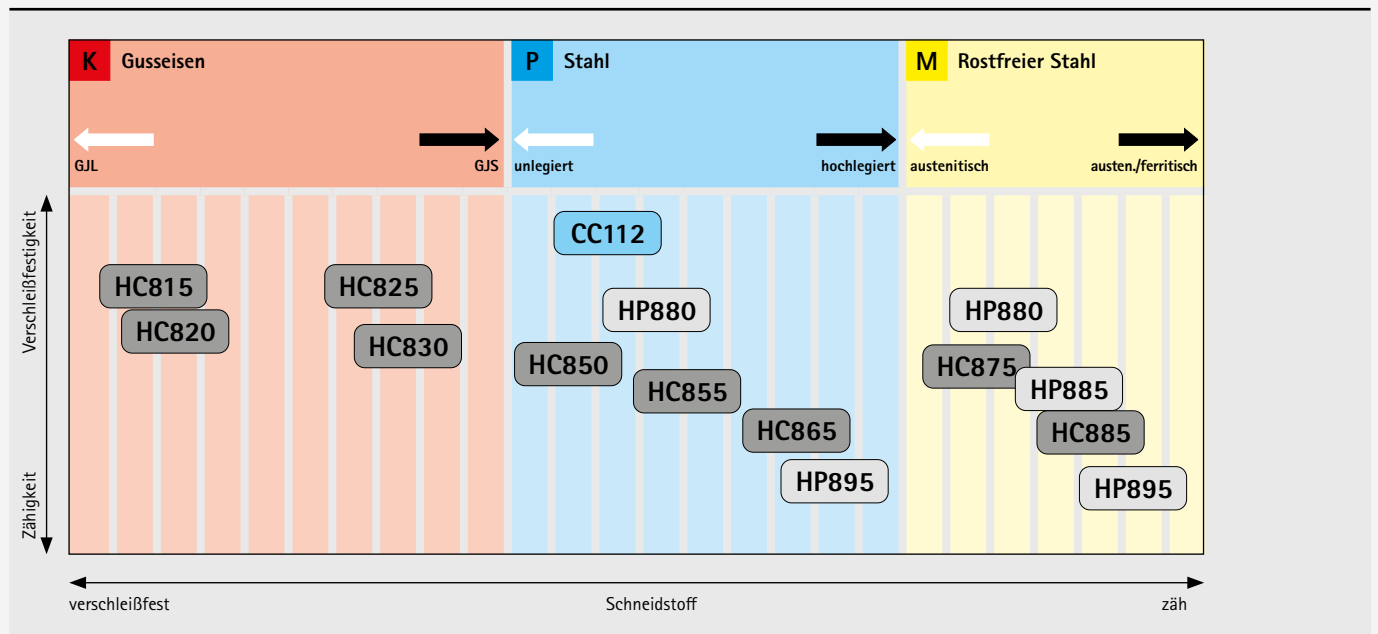 K Gusseisen
P Stahl
M Rostfreier Stahl
GJL
GJS
unlegiert
hochlegiert
austenitisch
austen./ferritisch
Verschleißfestigkeit
Zähigkeit
CC112
HC815
HC825
HP880
HP880
HC820
HC830
HC850
HC875
HC855
HP885
HC865
HC885
HP895
HP895
verschleißfest
Schneidstoff
zäh